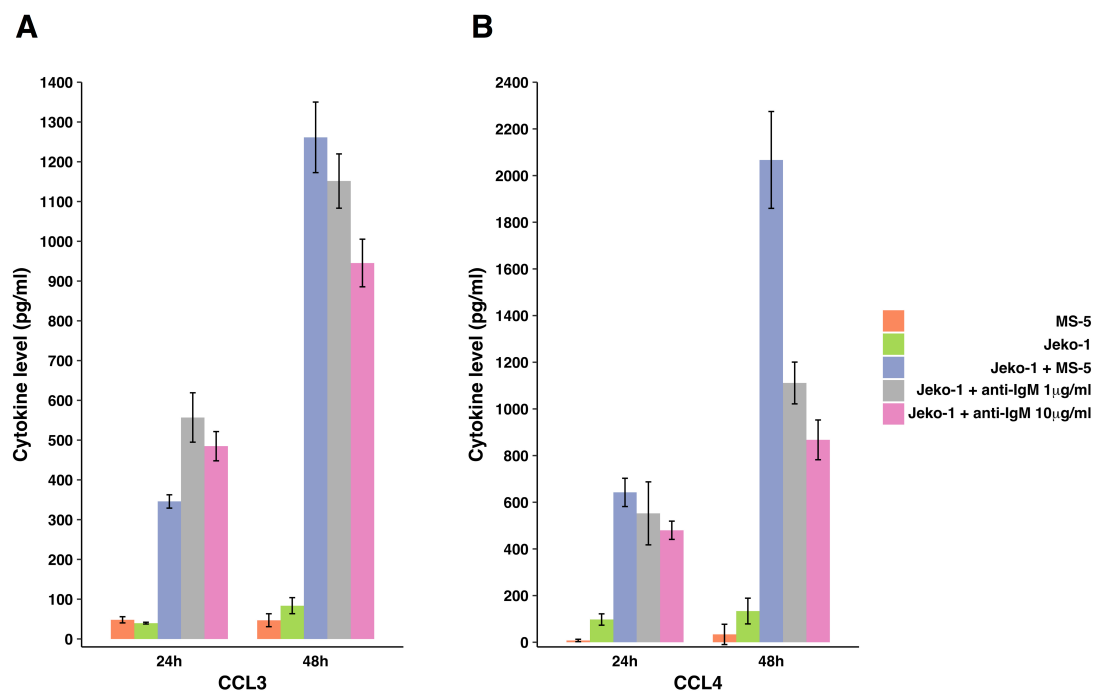 A
B
Cytokine level (pg/ml)
1400
1300
1200
1100
1000
900
800
700
600
500
400
300
200
100
0
24h
48h
CCL3
Cytokine level (pg/ml)
2400
2200
2000
1800
1600
1400
1200
1000
800
600
400
200
0
24h
48h
CCL4
MS-5
Jeko-1
Jeko-1 + MS-5
Jeko-1 + anti-IgM 1μg/ml
Jeko-1 + anti-IgM 10μg/ml